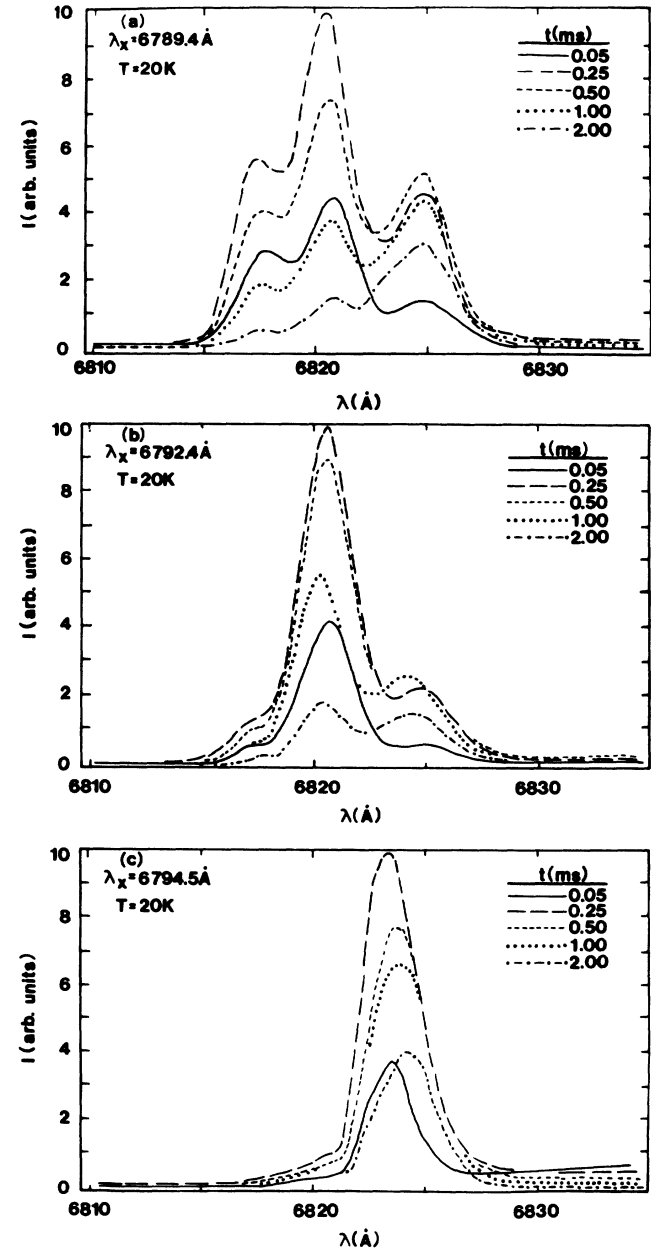 (a)
λx=6789.4Å
T=20K
t(ms)
0.05
0.25
0.50
1.00
2.00
10
8
6
4
2
0
I(arb. units)
6810 6820 6830
λ(Å)
(b)
λx=6792.4Å
T=20K
t(ms)
0.05
0.25
0.50
1.00
2.00
10
8
6
4
2
0
I(arb. units)
6810 6820 6830
λ(Å)
(c)
λx=6794.5Å
T=20K
t(ms)
0.05
0.25
0.50
1.00
2.00
10
8
6
4
2
0
I(arb. units)
6810 6820 6830
λ(Å)